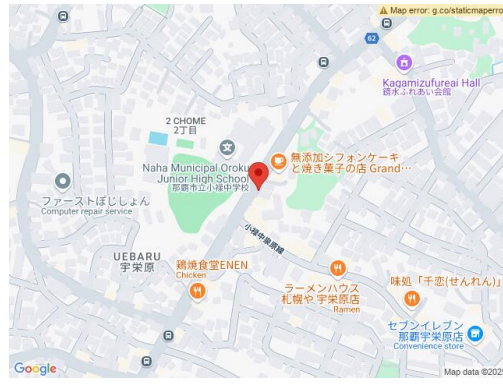 Map error: g.co/staticmaperro
62
Kagamizufureai Hall
鏡水ふれあい会館
2 CHOME
2丁目
無添加シフォンケーキ
と焼き菓子の店 Grand…
Naha Municipal Oroku
Junior High School
那覇市立小禄中学校
ファーストぽじしょん
Computer repair service
小禄中泉原線
UEBARU
宇栄原
鶏焼食堂ENEN
Chicken
ラーメンハウス
札幌や 宇栄原店
Ramen
味処「千恋(せんれん)」
セブンイレブン
那覇宇栄原店
Convenience store
Google
Map data ©202